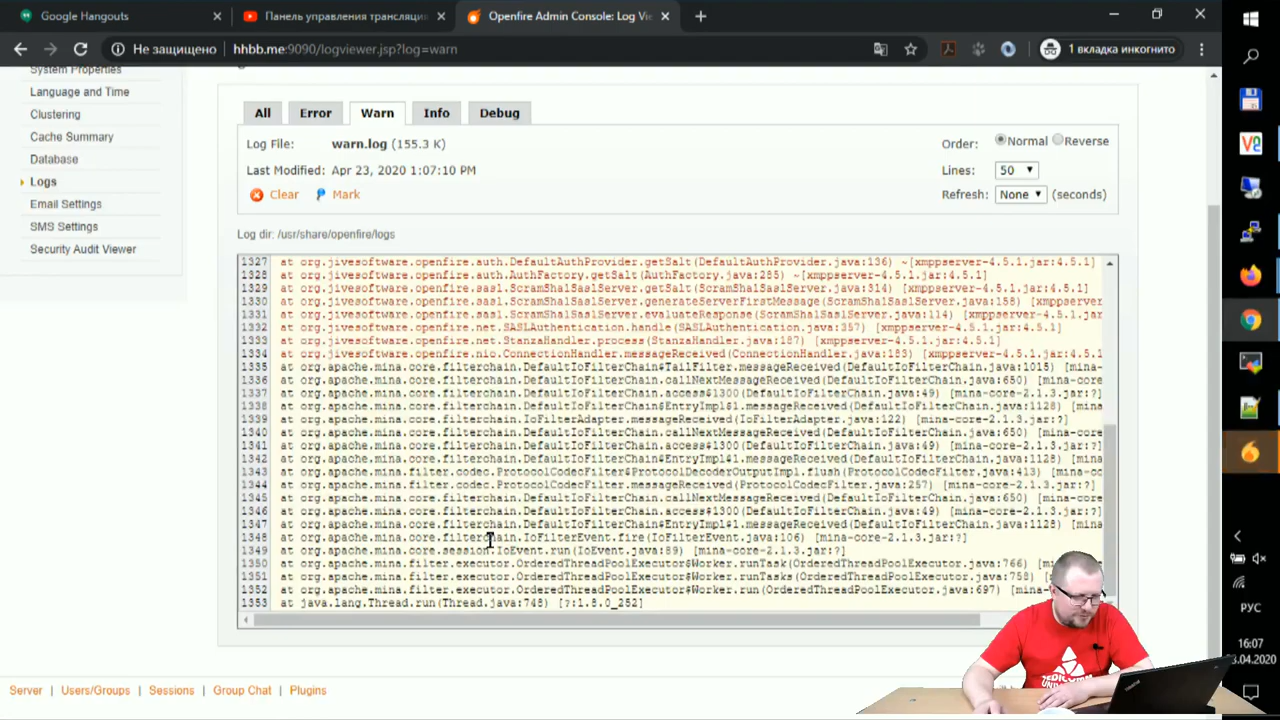 Google Hangouts
Панель управления трансляцие
Openfire Admin Console: Log Vie
Не защищено
hhbb.me:9090/logviewer.jsp?log=warn
1 вкладка инкогнито
System Properties
Language and Time
Clustering
Cache Summary
Database
Logs
Email Settings
SMS Settings
Security Audit Viewer
All
Error
Warn
Info
Debug
Log File: warn.log (155.3 K)
Order: Normal Reverse
Last Modified: Apr 23, 2020 1:07:10 PM
Lines: 50
Clear Mark
Refresh: None (seconds)
Log dir: /usr/share/openfire/logs
1327 at org.jivesoftware.openfire.auth.DefaultAuthProvider.getSalt(DefaultAuthProvider.java:136) ~[xmppserver-4.5.1.jar:4.5.1]
1328 at org.jivesoftware.openfire.auth.AuthFactory.getSalt(AuthFactory.java:285) ~[xmppserver-4.5.1.jar:4.5.1]
1329 at org.jivesoftware.openfire.sasl.ScramSha1SaslServer.getSalt(ScramSha1SaslServer.java:314) [xmppserver-4.5.1.jar:4.5.1]
1330 at org.jivesoftware.openfire.sasl.ScramSha1SaslServer.generateServerFirstMessage(ScramSha1SaslServer.java:158) [xmppserver
1331 at org.jivesoftware.openfire.sasl.ScramSha1SaslServer.evaluateResponse(ScramSha1SaslServer.java:114) [xmppserver-4.5.1.jar
1332 at org.jivesoftware.openfire.net.SASLAuthentication.handle(SASLAuthentication.java:357) [xmppserver-4.5.1.jar:4.5.1]
1333 at org.jivesoftware.openfire.net.StanzaHandler.process(StanzaHandler.java:187) [xmppserver-4.5.1.jar:4.5.1]
1334 at org.jivesoftware.openfire.nio.ConnectionHandler.messageReceived(ConnectionHandler.java:183) [xmppserver-4.5.1.jar:4.5.1
1335 at org.apache.mina.core.filterchain.DefaultIoFilterChain$TailFilter.messageReceived(DefaultIoFilterChain.java:1015) [mina-
1336 at org.apache.mina.core.filterchain.DefaultIoFilterChain.callNextMessageReceived(DefaultIoFilterChain.java:650) [mina-core
1337 at org.apache.mina.core.filterchain.DefaultIoFilterChain.access$1300(DefaultIoFilterChain.java:49) [mina-core-2.1.3.jar:?]
1338 at org.apache.mina.core.filterchain.DefaultIoFilterChain$EntryImpl$1.messageReceived(DefaultIoFilterChain.java:1128) [mina
1339 at org.apache.mina.core.filterchain.IoFilterAdapter.messageReceived(IoFilterAdapter.java:122) [mina-core-2.1.3.jar:?]
1340 at org.apache.mina.core.filterchain.DefaultIoFilterChain.callNextMessageReceived(DefaultIoFilterChain.java:650) [mina-core
1341 at org.apache.mina.core.filterchain.DefaultIoFilterChain.access$1300(DefaultIoFilterChain.java:49) [mina-core-2.1.3.jar:?]
1342 at org.apache.mina.core.filterchain.DefaultIoFilterChain$EntryImpl$1.messageReceived(DefaultIoFilterChain.java:1128) [mina
1343 at org.apache.mina.filter.codec.ProtocolCodecFilter$ProtocolDecoderOutputImpl.flush(ProtocolCodecFilter.java:413) [mina-co
1344 at org.apache.mina.filter.codec.ProtocolCodecFilter.messageReceived(ProtocolCodecFilter.java:257) [mina-core-2.1.3.jar:?]
1345 at org.apache.mina.core.filterchain.DefaultIoFilterChain.callNextMessageReceived(DefaultIoFilterChain.java:650) [mina-core
1346 at org.apache.mina.core.filterchain.DefaultIoFilterChain.access$1300(DefaultIoFilterChain.java:49) [mina-core-2.1.3.jar:?]
1347 at org.apache.mina.core.filterchain.DefaultIoFilterChain$EntryImpl$1.messageReceived(DefaultIoFilterChain.java:1128) [mina
1348 at org.apache.mina.core.filterchain.IoFilterEvent.fire(IoFilterEvent.java:106) [mina-core-2.1.3.jar:?]
1349 at org.apache.mina.core.session.IoEvent.run(IoEvent.java:89) [mina-core-2.1.3.jar:?]
1350 at org.apache.mina.filter.executor.OrderedThreadPoolExecutor$Worker.runTask(OrderedThreadPoolExecutor.java:766) [mina-core
1351 at org.apache.mina.filter.executor.OrderedThreadPoolExecutor$Worker.runTasks(OrderedThreadPoolExecutor.java:758)
1352 at org.apache.mina.filter.executor.OrderedThreadPoolExecutor$Worker.run(OrderedThreadPoolExecutor.java:697) [mina-
1353 at java.lang.Thread.run(Thread.java:748) [?:1.8.0_252]
Server | Users/Groups | Sessions | Group Chat | Plugins
РУС
16:07
3.04.2020